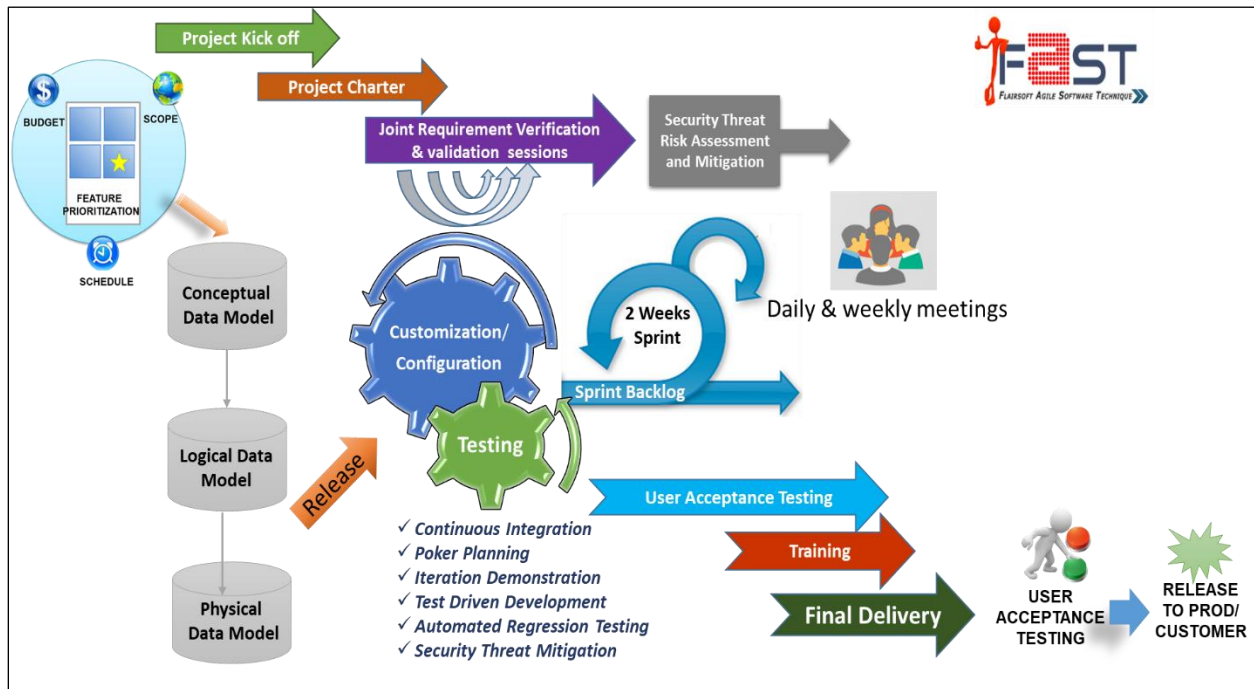 Project Kick off
Project Charter
Joint Requirement Verification
& validation sessions
Security Threat
Risk Assessment
and Mitigation
FAST
FLAIRSOFT AGILE SOFTWARE TECHNIQUE
$
BUDGET
SCOPE
FEATURE
PRIORITIZATION
SCHEDULE
Conceptual
Data Model
Logical Data
Model
Physical
Data Model
Release
Customization/
Configuration
Testing
2 Weeks
Sprint
Sprint Backlog
Daily & weekly meetings
User Acceptance Testing
Training
Final Delivery
✓ Continuous Integration
✓ Poker Planning
✓ Iteration Demonstration
✓ Test Driven Development
✓ Automated Regression Testing
✓ Security Threat Mitigation
USER
ACCEPTANCE
TESTING
RELEASE
TO PROD/
CUSTOMER